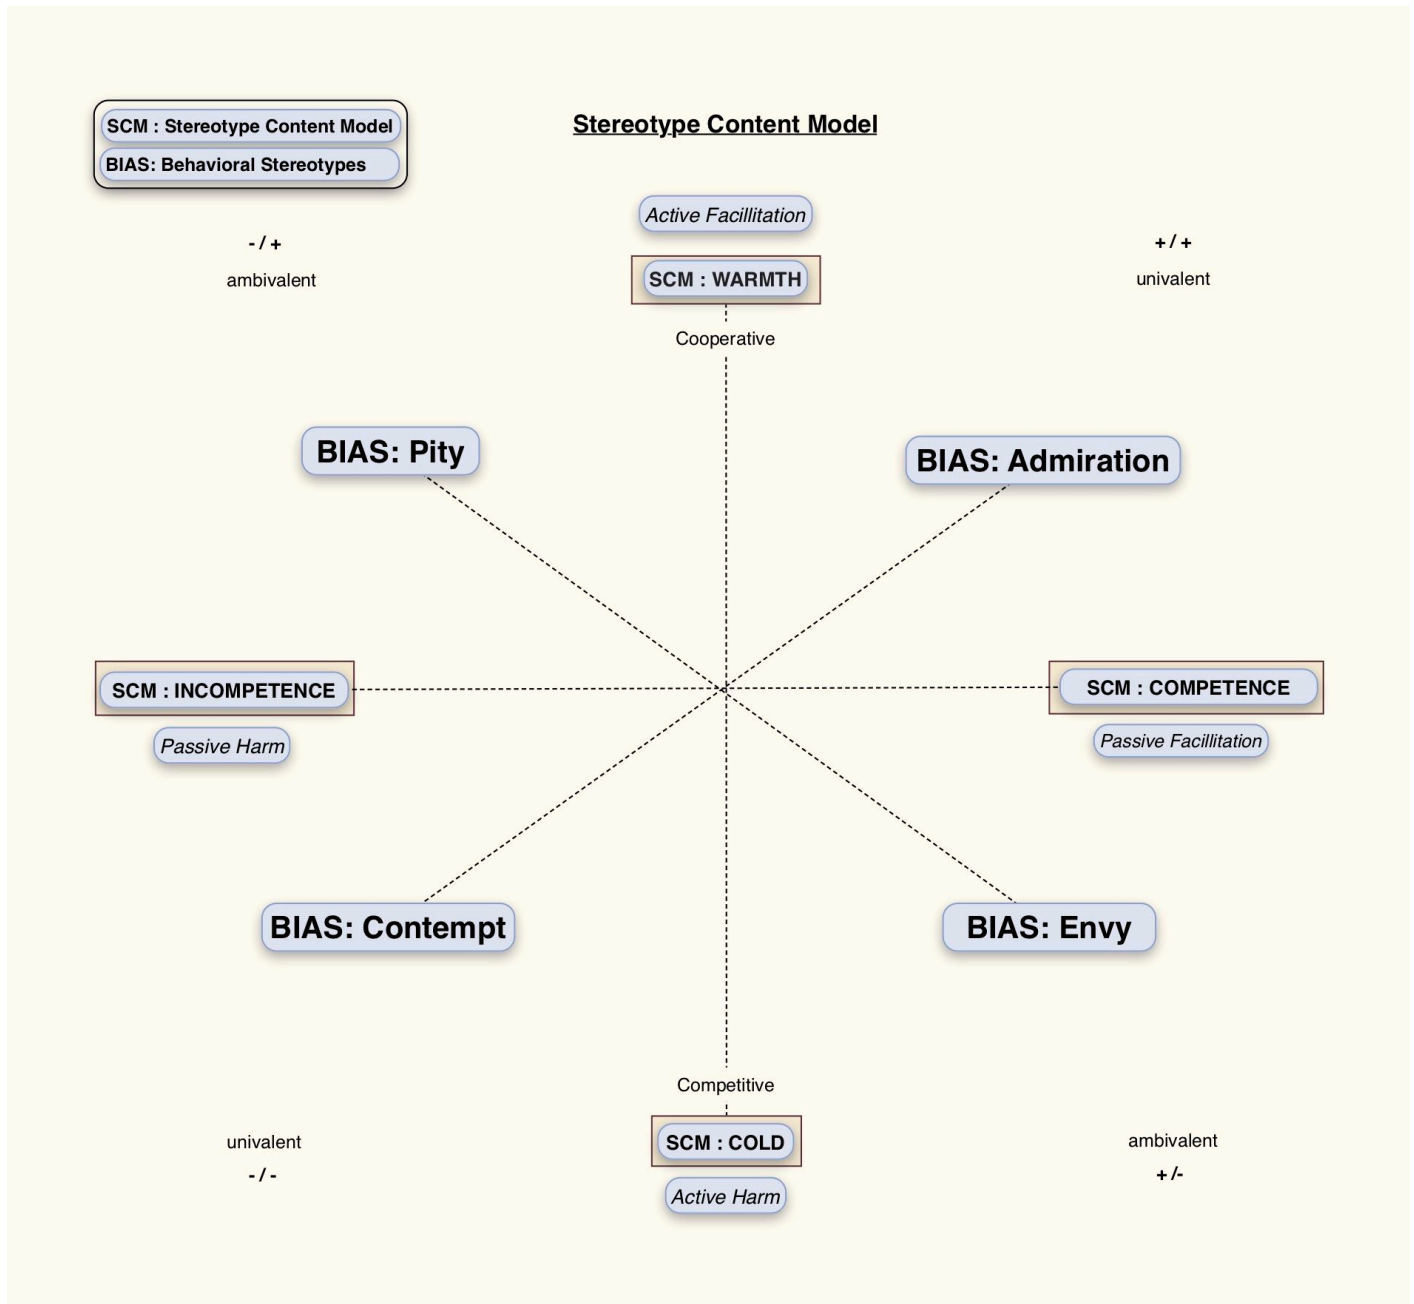 SCM : Stereotype Content Model
BIAS: Behavioral Stereotypes
Stereotype Content Model
Active Facillitation
- / +
ambivalent
SCM : WARMTH
+ / +
univalent
Cooperative
BIAS: Pity
BIAS: Admiration
SCM : INCOMPETENCE
SCM : COMPETENCE
Passive Harm
Passive Facillitation
BIAS: Contempt
BIAS: Envy
Competitive
univalent
- / -
SCM : COLD
ambivalent
+ /-
Active Harm